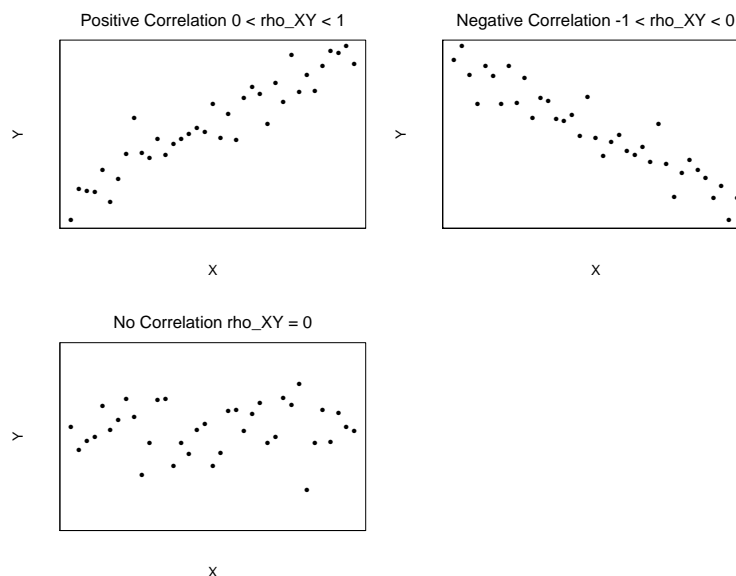 Positive Correlation 0 < rho_XY < 1
Y
X
Negative Correlation -1 < rho_XY < 0
Y
X
No Correlation rho_XY = 0
Y
X